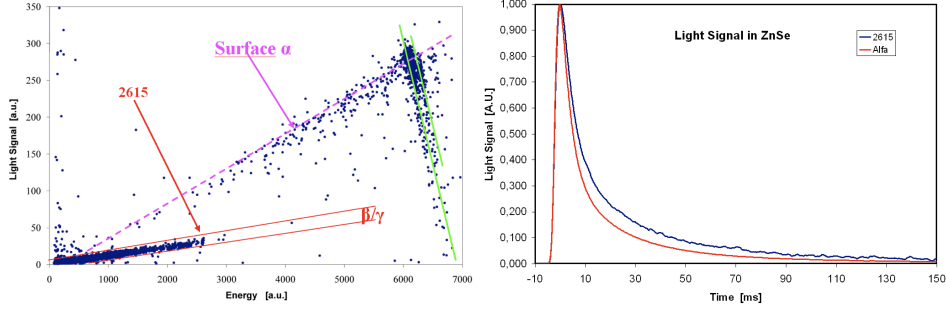 350
300
250
200
150
100
50
0
Light Signal [a.u.]
Surface α
2615
β/γ
0 1000 2000 3000 4000 5000 6000 7000
Energy [a.u.]
Light Signal in ZnSe
2615
Alfa
1,000
0,900
0,800
0,700
0,600
0,500
0,400
0,300
0,200
0,100
0,000
Light Signal [A.U.]
-10 10 30 50 70 90 110 130 150
Time [ms]